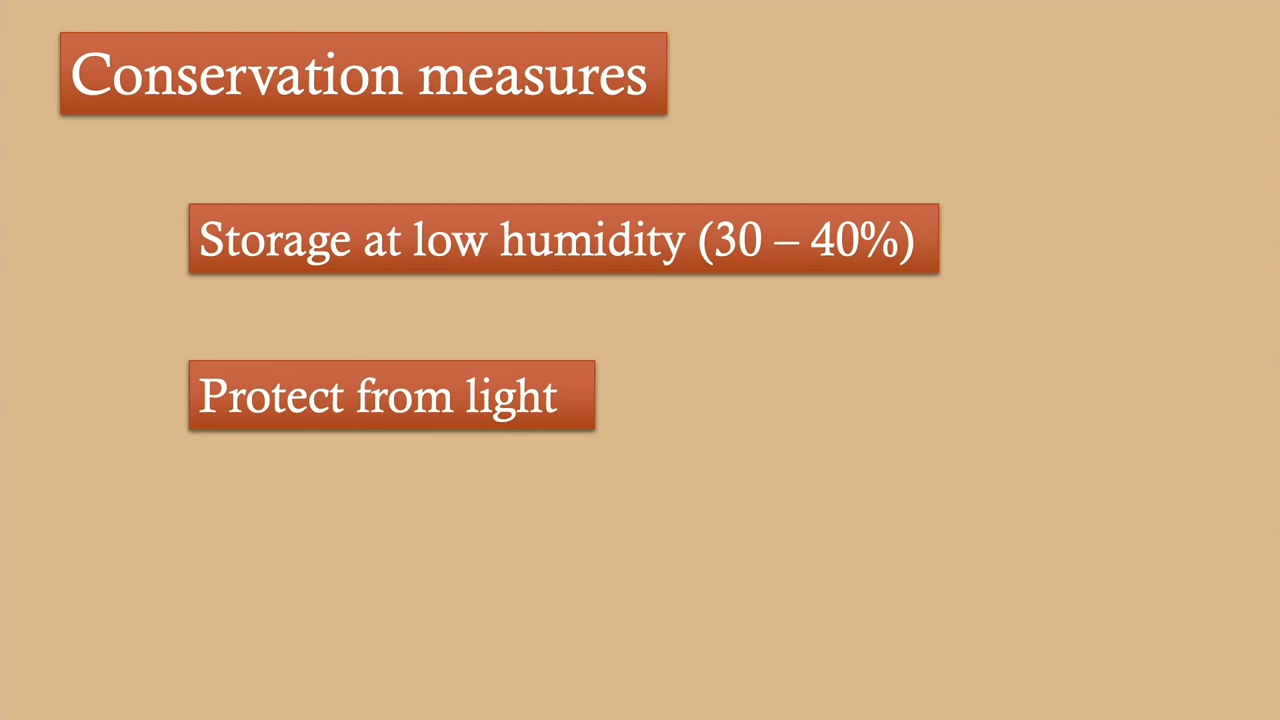 Conservation measures
Storage at low humidity (30 – 40%)
Protect from light